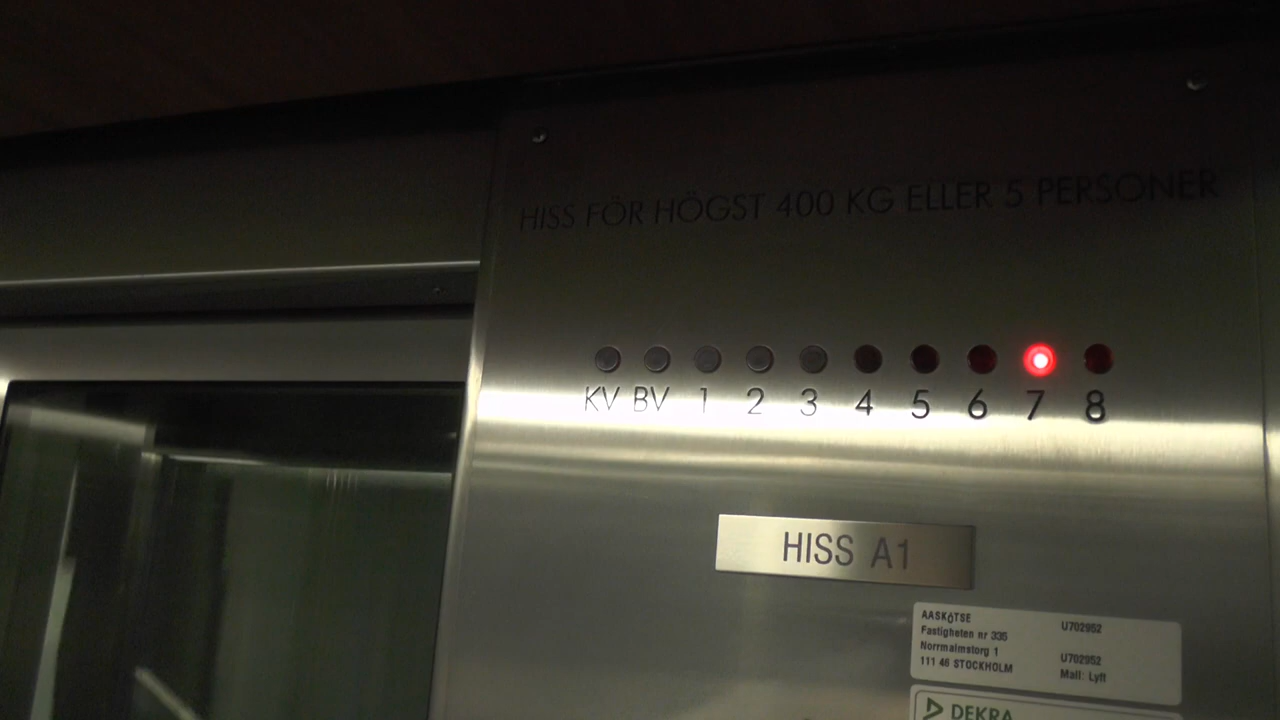 HISS FÖR HÖGST 400 KG ELLER 5 PERSONER
KV BV 1 2 3 4 5 6 7 8
HISS A1
AASKÖTSE U702952
Fastigheten nr 335
Norrmalmstorg 1 U702952
111 46 STOCKHOLM Mall: Lyft
DEKRA